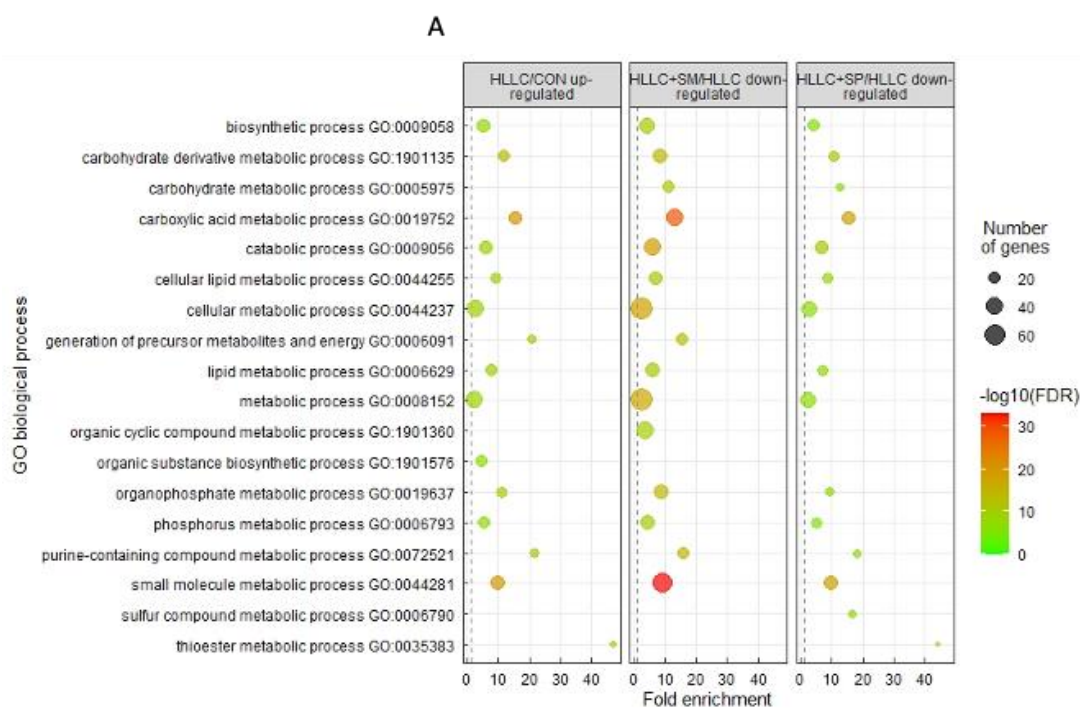 A
HLLC/CON up-
regulated
HLLC+SM/HLLC down-
regulated
HLLC+SP/HLLC down-
regulated
GO biological process
biosynthetic process GO:0009058
carbohydrate derivative metabolic process GO:1901135
carbohydrate metabolic process GO:0005975
carboxylic acid metabolic process GO:0019752
catabolic process GO:0009056
cellular lipid metabolic process GO:0044255
cellular metabolic process GO:0044237
generation of precursor metabolites and energy GO:0006091
lipid metabolic process GO:0006629
metabolic process GO:0008152
organic cyclic compound metabolic process GO:1901360
organic substance biosynthetic process GO:1901576
organophosphate metabolic process GO:0019637
phosphorus metabolic process GO:0006793
purine-containing compound metabolic process GO:0072521
small molecule metabolic process GO:0044281
sulfur compound metabolic process GO:0006790
thioester metabolic process GO:0035383
0 10 20 30 40 0 10 20 30 40 0 10 20 30 40
Fold enrichment
Number
of genes
20
40
60
-log10(FDR)
30
20
10
0